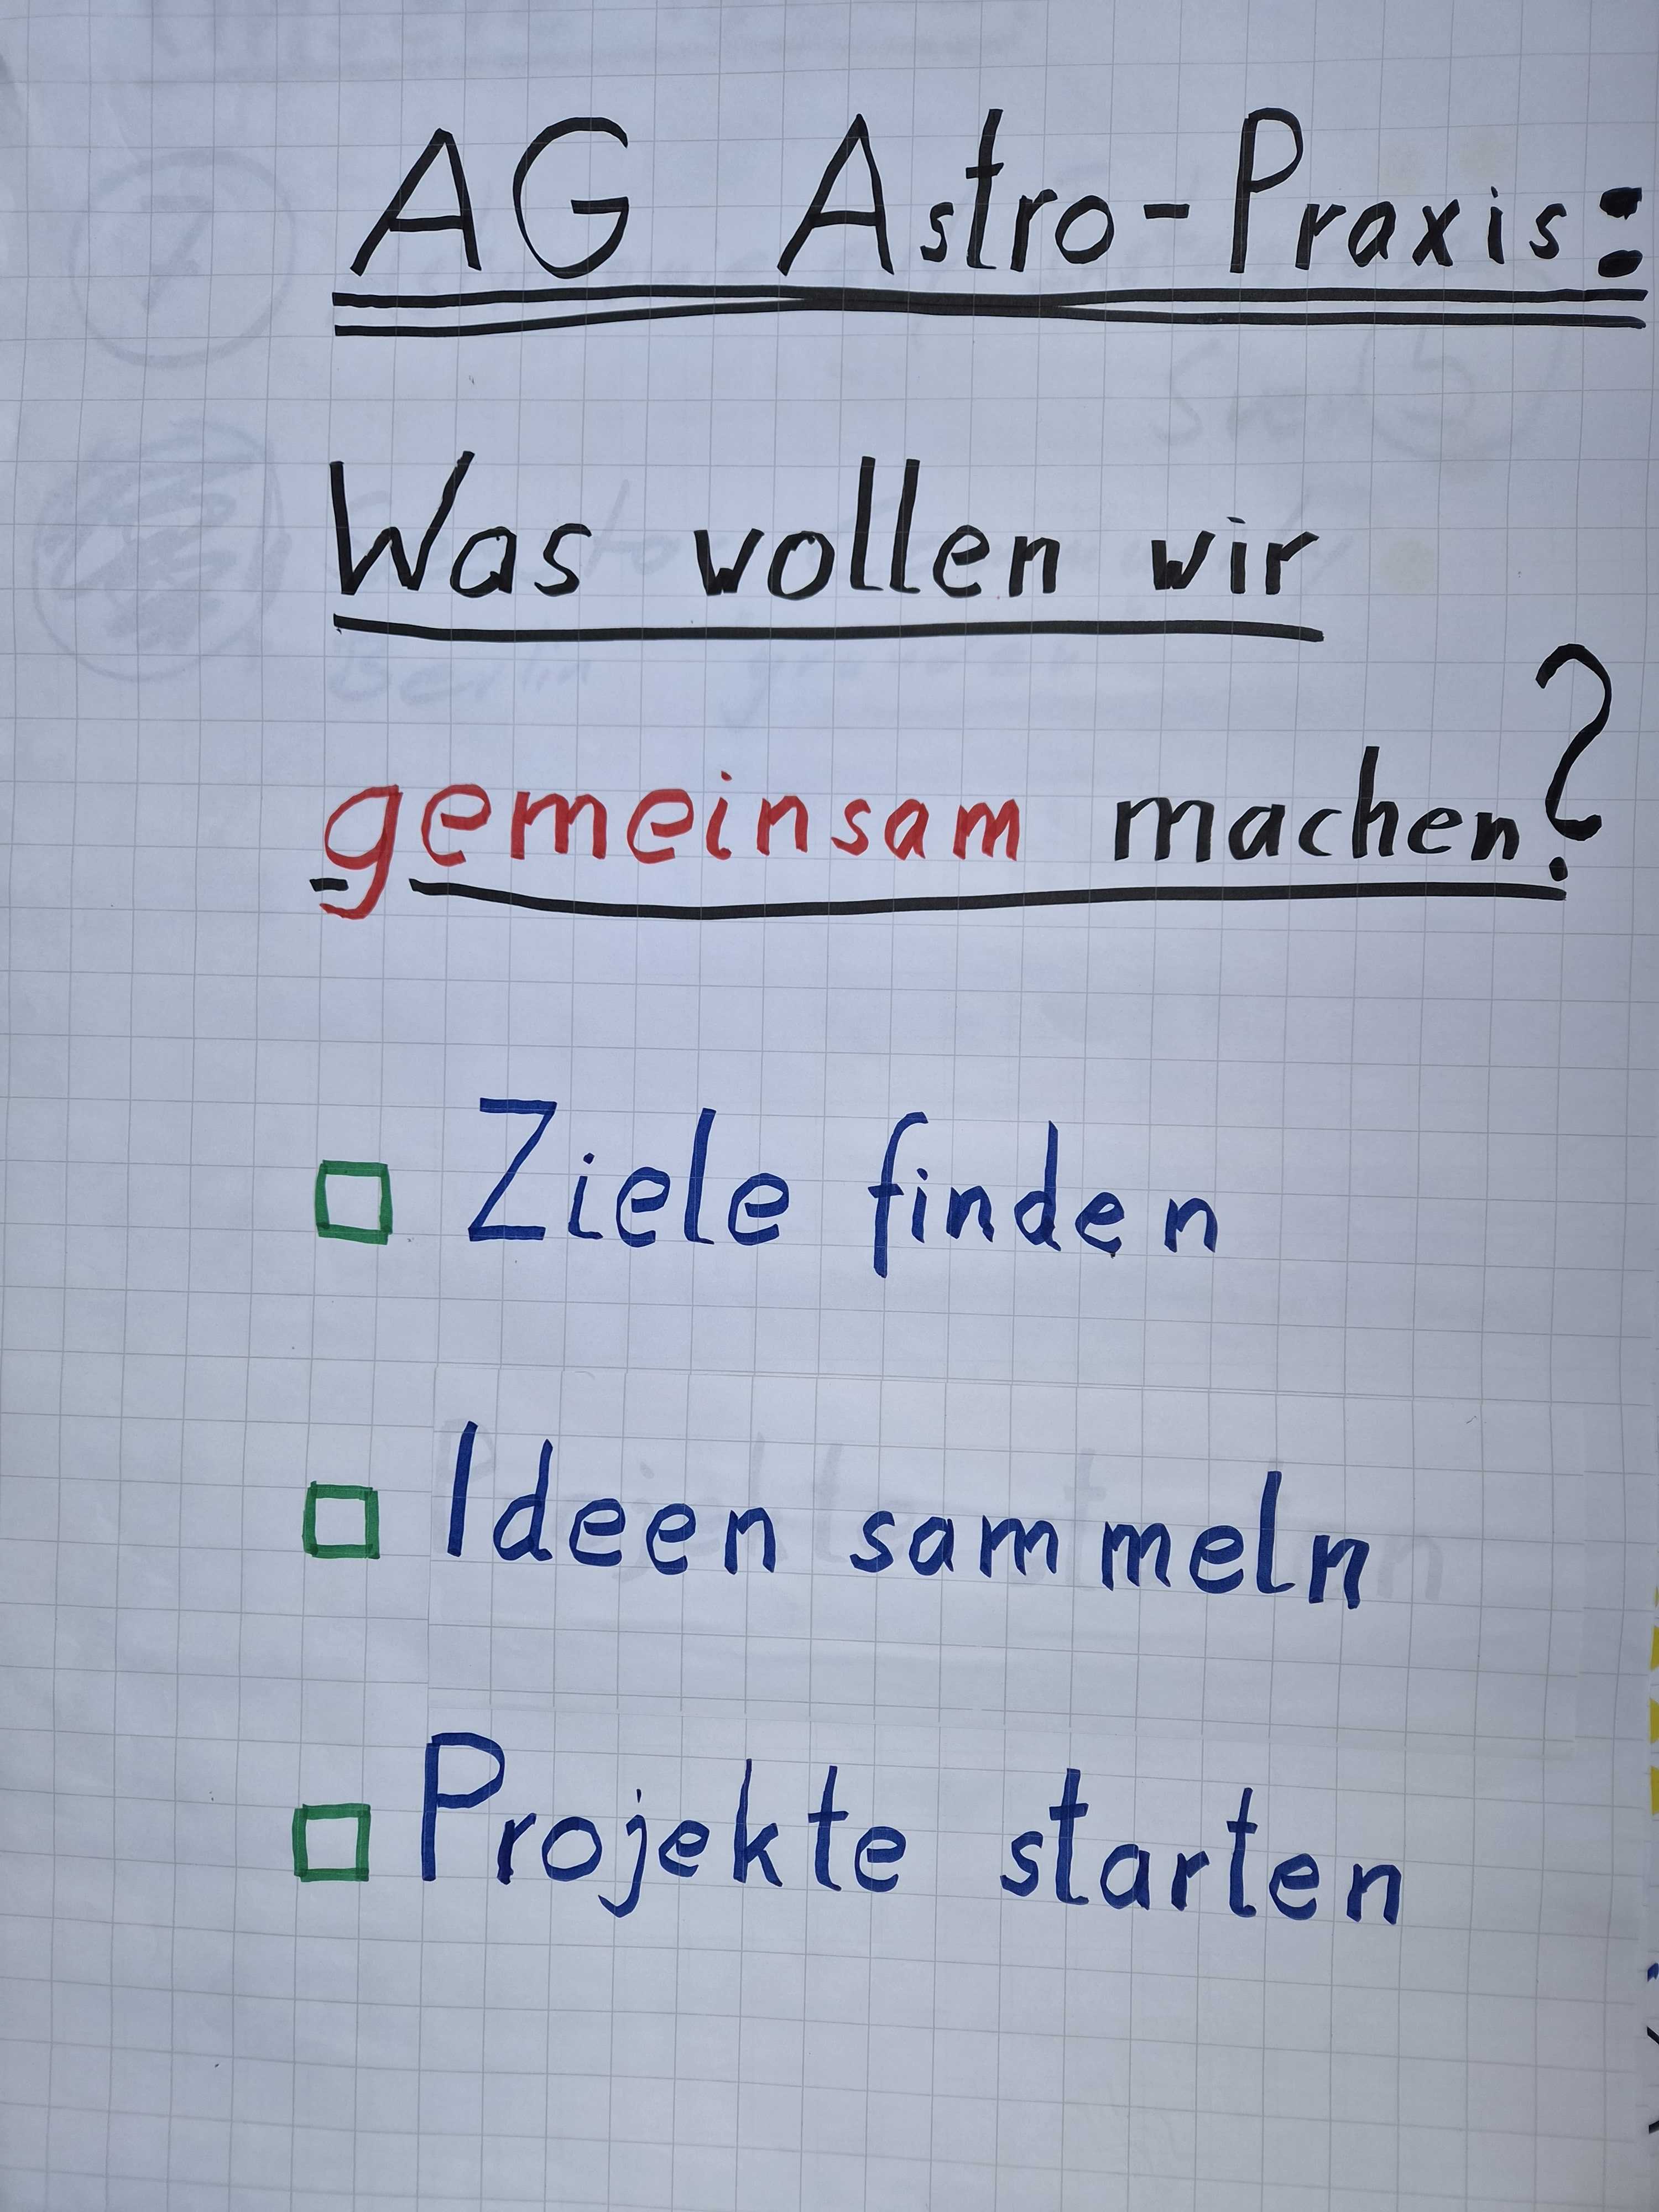 AG Astro-Praxis:
Was wollen wir
gemeinsam machen?
Ziele finden
Ideen sammeln
Projekte starten